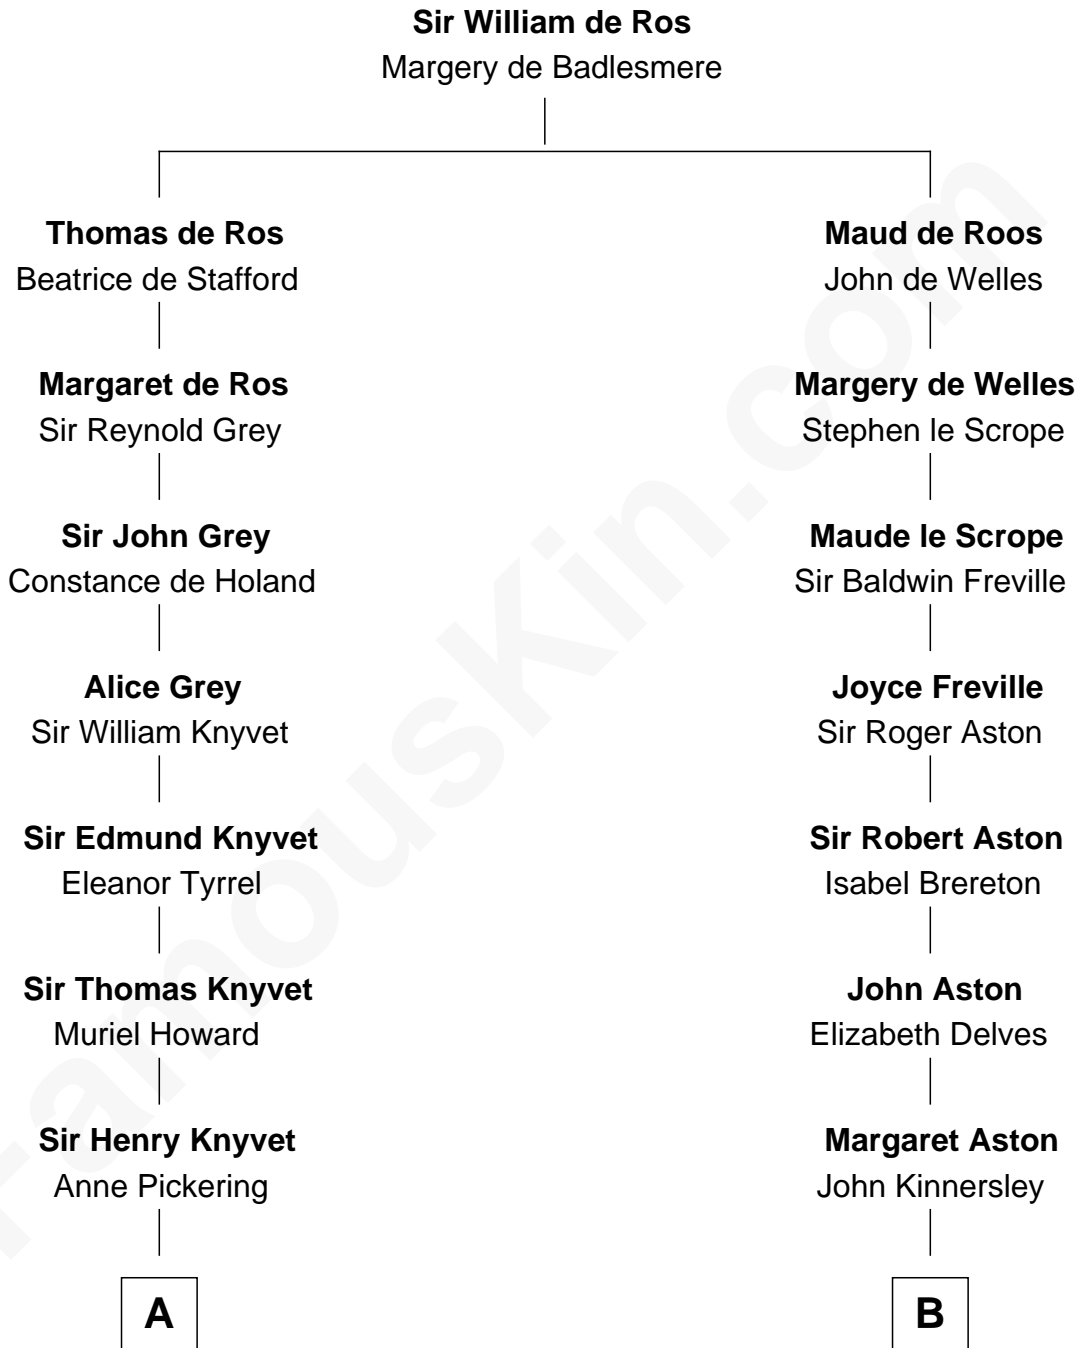 Sir William de Ros
Margery de Badlesmere
Thomas de Ros
Beatrice de Stafford
Margaret de Ros
Sir Reynold Grey
Sir John Grey
Constance de Holand
Alice Grey
Sir William Knyvet
Sir Edmund Knyvet
Eleanor Tyrrel
Sir Thomas Knyvet
Muriel Howard
Sir Henry Knyvet
Anne Pickering
A
Maud de Roos
John de Welles
Margery de Welles
Stephen le Scrope
Maude le Scrope
Sir Baldwin Freville
Joyce Freville
Sir Roger Aston
Sir Robert Aston
Isabel Brereton
John Aston
Elizabeth Delves
Margaret Aston
John Kinnersley
B
FamousKin.com